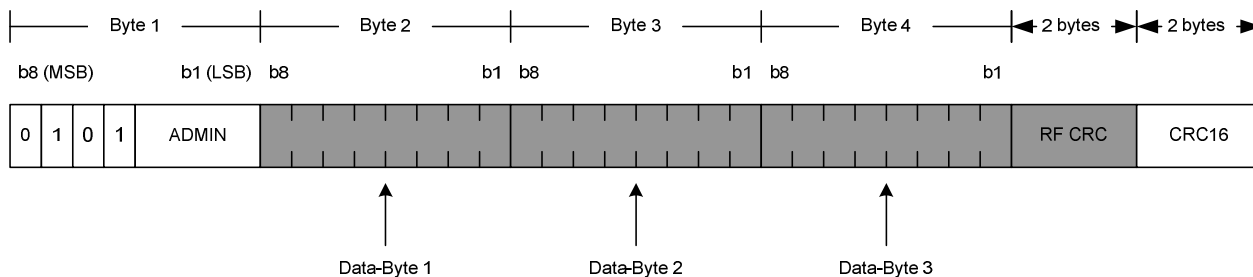 Byte 1 Byte 2 Byte 3 Byte 4 2 bytes 2 bytes
b8 (MSB) b1 (LSB) b8 b1 b8 b1 b8 b1
0 1 0 1 ADMIN RF CRC CRC16
Data-Byte 1 Data-Byte 2 Data-Byte 3